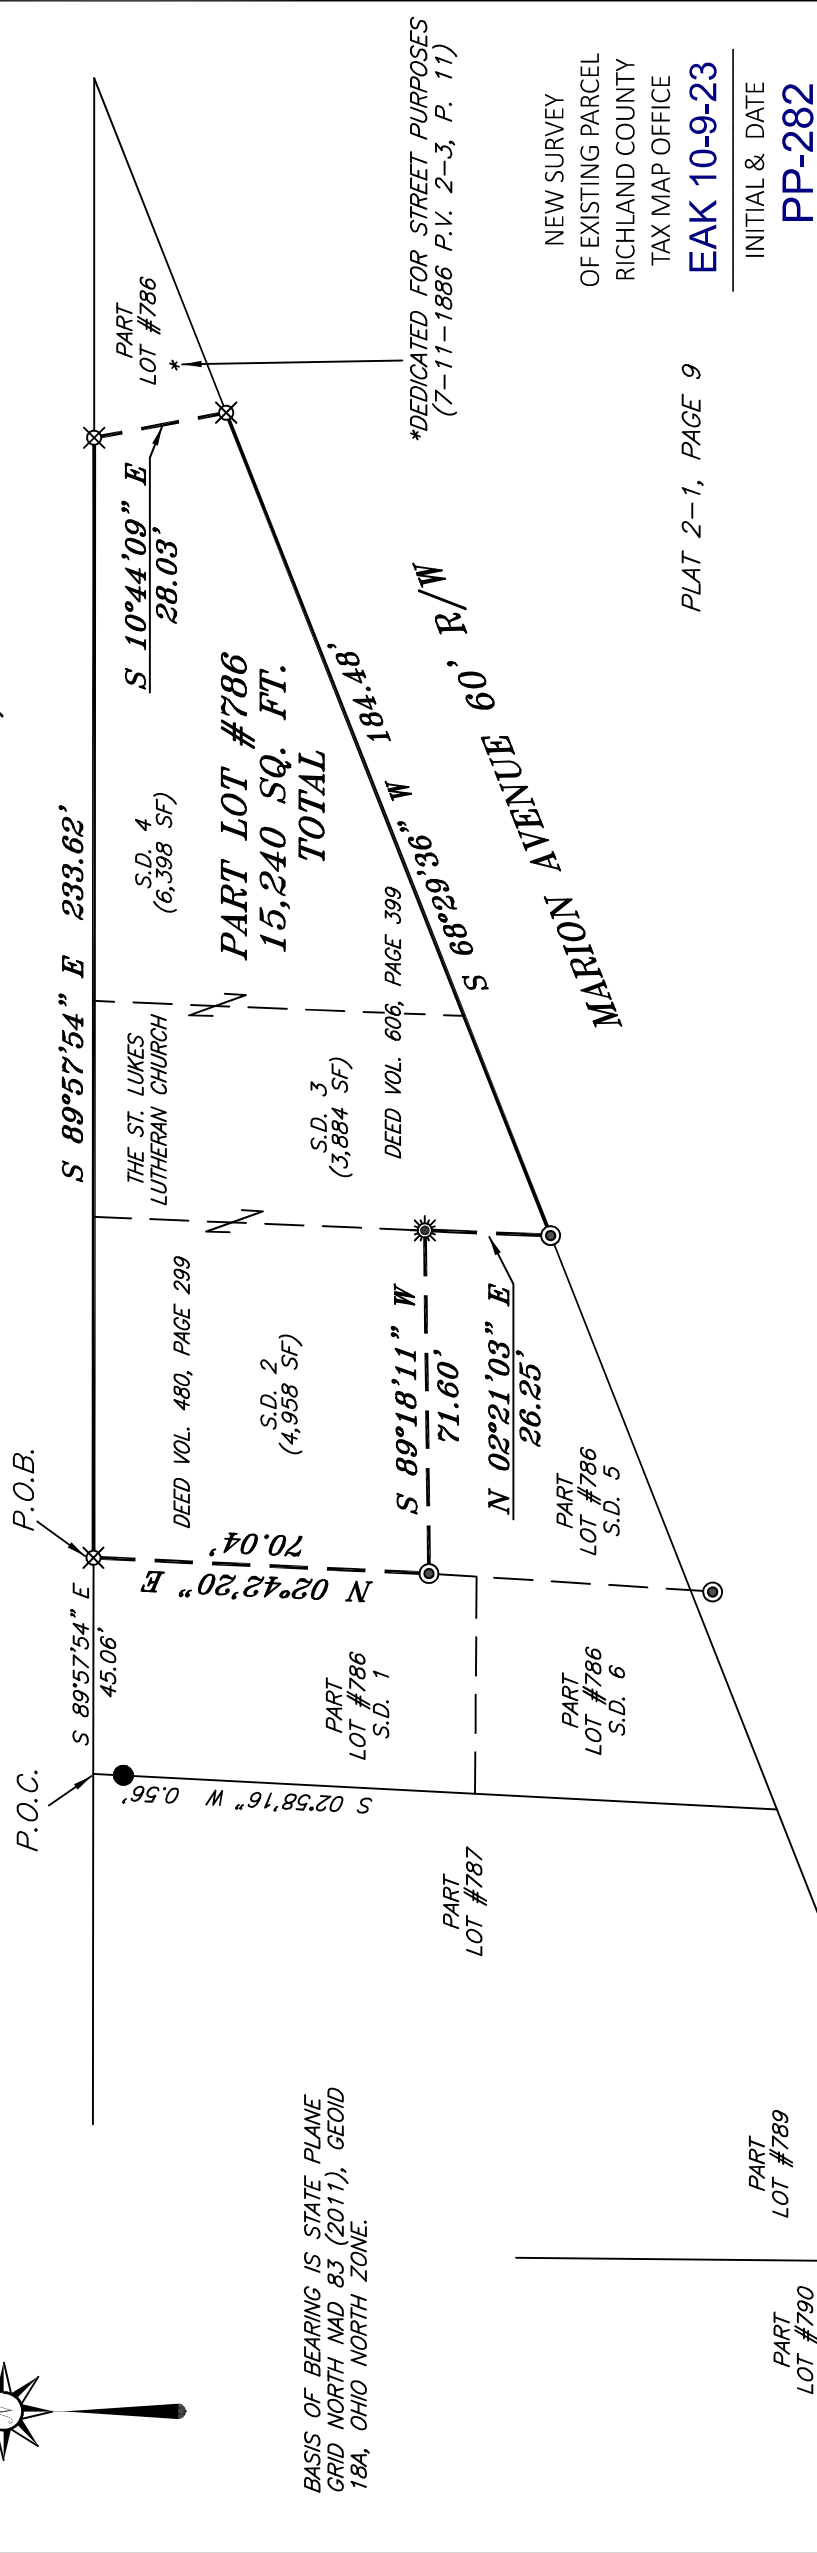 P.O.C.
P.O.B.
S 89°57'54" E
45.06'
S 89°57'54" E 233.62'
PART
LOT #786
*
S 10°44'09" E
28.03'
*DEDICATED FOR STREET PURPOSES
(7-11-1886 P.V. 2-3, P. 11)
PART LOT #786
15,240 SQ. FT.
TOTAL
S.D. 4
(6,398 SF)
THE ST. LUKES
LUTHERAN CHURCH
S.D. 3
(3,884 SF)
DEED VOL. 606, PAGE 399
DEED VOL. 480, PAGE 299
S.D. 2
(4,958 SF)
N 02°42'20" E
70.04'
S 89°18'11" W
71.60'
N 02°21'03" E
26.25'
S 68°29'36" W 184.48'
MARION AVENUE 60' R/W
PART
LOT #786
S.D. 5
PART
LOT #786
S.D. 1
PART
LOT #786
S.D. 6
S 02°58'16" W 0.56'
PART
LOT #787
PART
LOT #789
PART
LOT #790
BASIS OF BEARING IS STATE PLANE
GRID NORTH NAD 83 (2011), GEOID
18A, OHIO NORTH ZONE.
N
PLAT 2-1, PAGE 9
NEW SURVEY
OF EXISTING PARCEL
RICHLAND COUNTY
TAX MAP OFFICE
EAK 10-9-23
INITIAL & DATE
PP-282